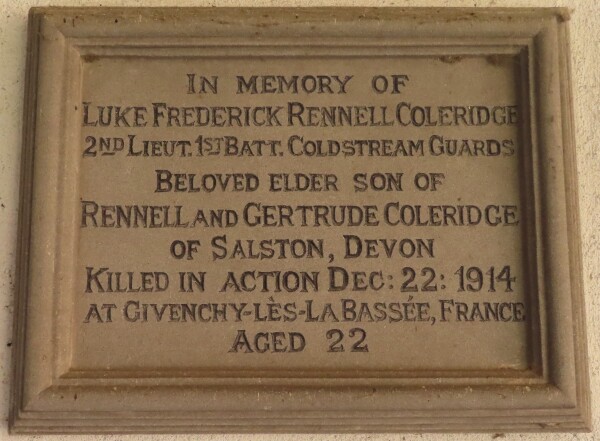 IN MEMORY OF
LUKE FREDERICK RENNELL COLERIDGE
2ND LIEUT. 1ST BATT. COLDSTREAM GUARDS
BELOVED ELDER SON OF
RENNELL AND GERTRUDE COLERIDGE
OF SALSTON, DEVON
KILLED IN ACTION DEC: 22: 1914
AT GIVENCHY-LÈS-LA BASSÉE, FRANCE
AGED 22